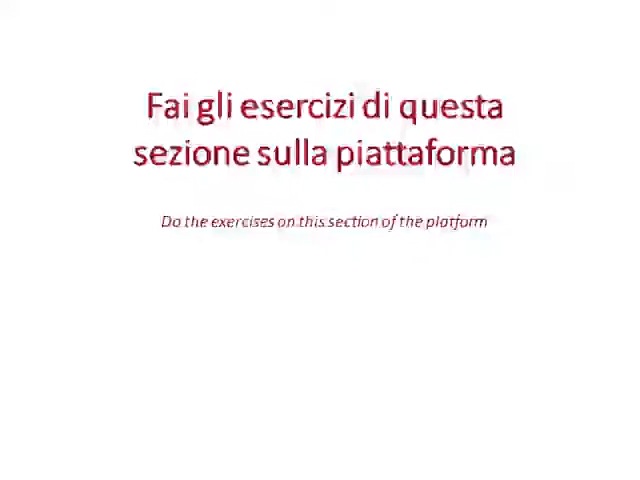 Fai gli esercizi di questa
sezione sulla piattaforma
Do the exercises on this section of the platform